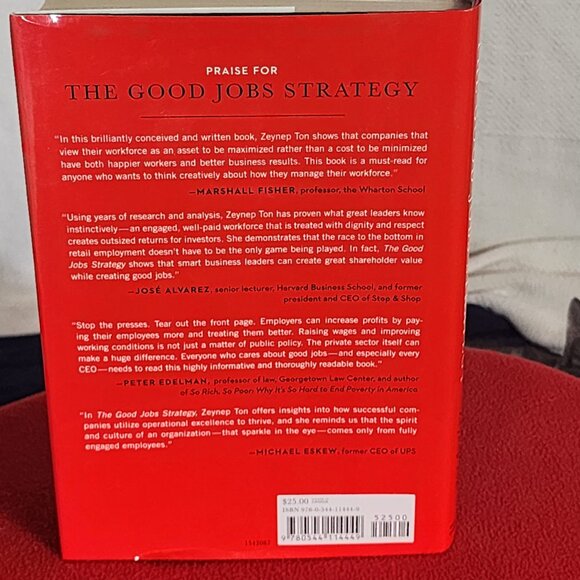 PRAISE FOR
THE GOOD JOBS STRATEGY
"In this brilliantly conceived and written book, Zeynep Ton shows that companies that
view their workforce as an asset to be maximized rather than a cost to be minimized
have both happier workers and better business results. This book is a must-read for
anyone who wants to think creatively about how they manage their workforce."
—MARSHALL FISHER, professor, the Wharton School
"Using years of research and analysis, Zeynep Ton has proven what great leaders know
instinctively—an engaged, well-paid workforce that is treated with dignity and respect
creates outsized returns for investors. She demonstrates that the race to the bottom in
retail employment doesn't have to be the only game being played. In fact, The Good
Jobs Strategy shows that smart business leaders can create great shareholder value
while creating good jobs."
—JOSÉ ALVAREZ, senior lecturer, Harvard Business School, and former
president and CEO of Stop & Shop
"Stop the presses. Tear out the front page. Employers can increase profits by pay-
ing their employees more and treating them better. Raising wages and improving
working conditions is not just a matter of public policy. The private sector itself can
make a huge difference. Everyone who cares about good jobs—and especially every
CEO—needs to read this highly informative and thoroughly readable book."
—PETER EDELMAN, professor of law, Georgetown Law Center, and author
of So Rich, So Poor: Why It's So Hard to End Poverty in America
"In The Good Jobs Strategy, Zeynep Ton offers insights into how successful com-
panies utilize operational excellence to thrive, and she reminds us that the spirit
and culture of an organization—that sparkle in the eye—comes only from fully
engaged employees."
—MICHAEL ESKEW, former CEO of UPS
$25.00
ISBN 978-0-544-11444-9
52500
9 780544 114449